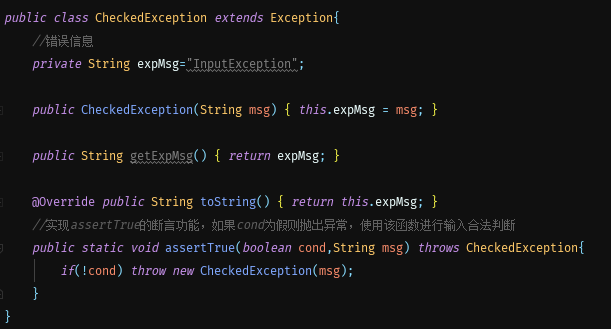 public class CheckedException extends Exception{
//错误信息
private String expMsg="InputException";
public CheckedException(String msg) { this.expMsg = msg; }
public String getExpMsg() { return expMsg; }
@Override public String toString() { return this.expMsg; }
//实现assertTrue的断言功能，如果cond为假则抛出异常，使用该函数进行输入合法判断
public static void assertTrue(boolean cond,String msg) throws CheckedException{
if(!cond) throw new CheckedException(msg);
}
}